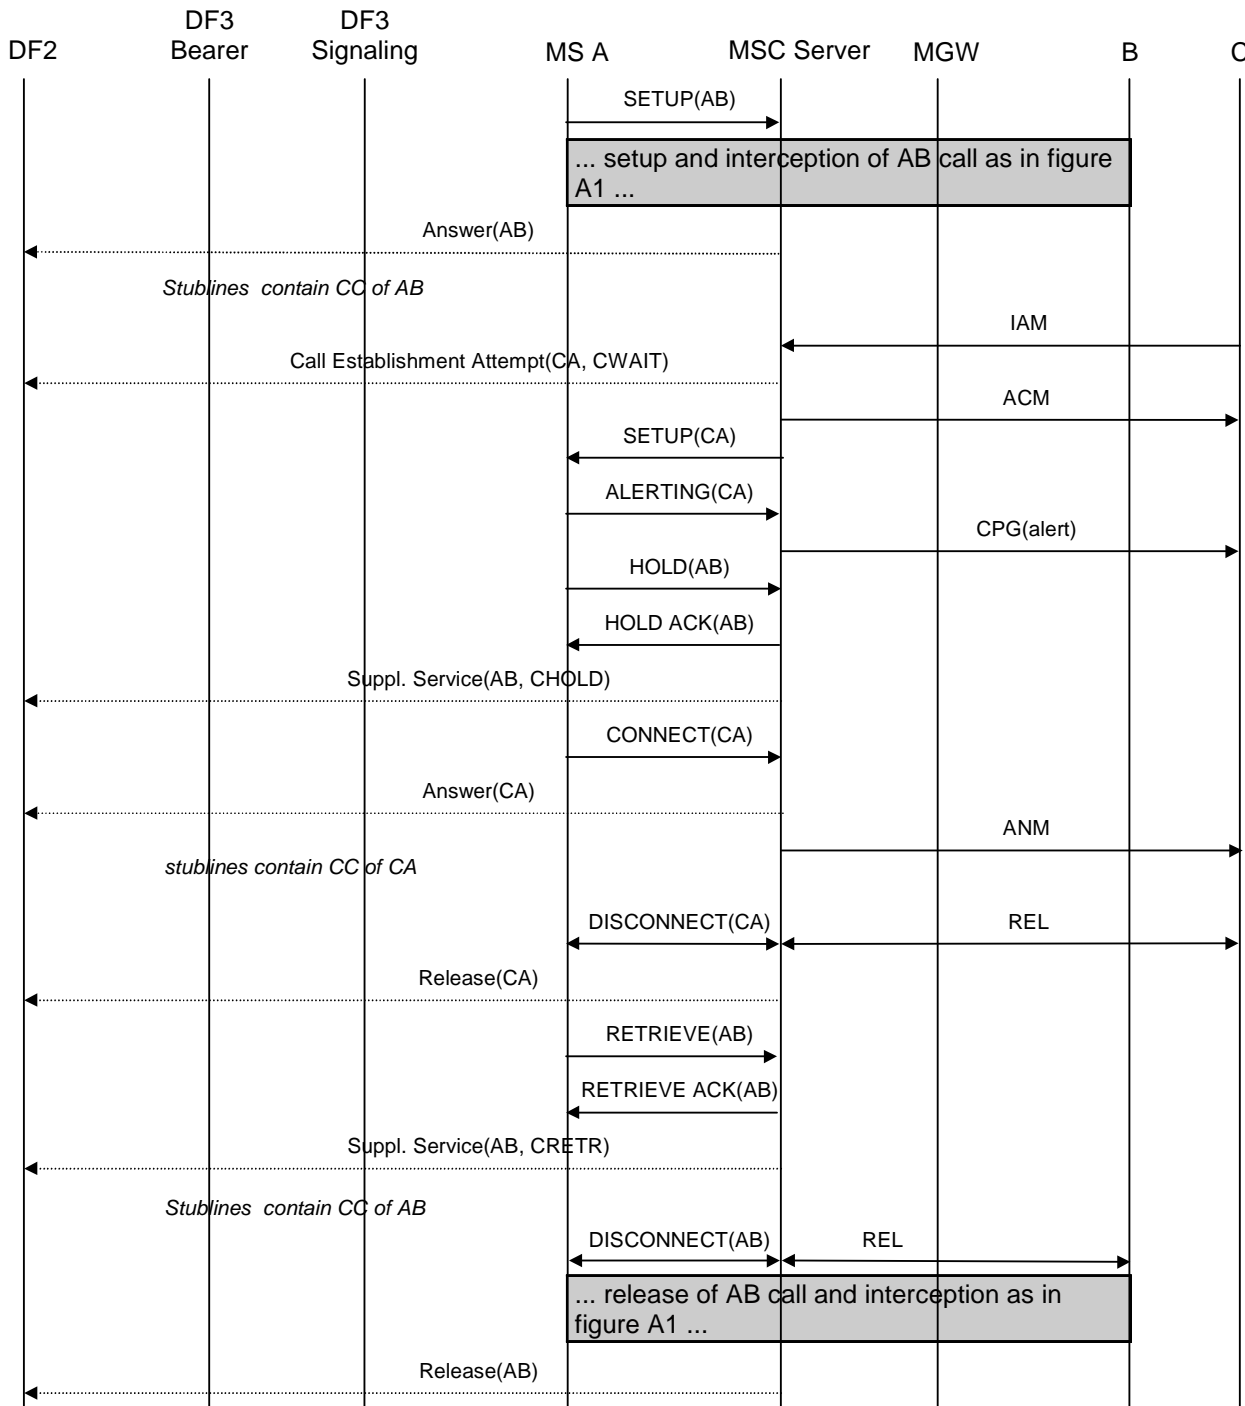 DF2
DF3
Bearer
DF3
Signaling
MS A
MSC Server
MGW
B
C
SETUP(AB)
... setup and interception of AB call as in figure
A1 ...
Answer(AB)
Stublines contain CC of AB
IAM
Call Establishment Attempt(CA, CWAIT)
ACM
SETUP(CA)
ALERTING(CA)
CPG(alert)
HOLD(AB)
HOLD ACK(AB)
Suppl. Service(AB, CHOLD)
CONNECT(CA)
Answer(CA)
ANM
stublines contain CC of CA
DISCONNECT(CA)
REL
Release(CA)
RETRIEVE(AB)
RETRIEVE ACK(AB)
Suppl. Service(AB, CRETR)
Stublines contain CC of AB
DISCONNECT(AB)
REL
... release of AB call and interception as in
figure A1 ...
Release(AB)